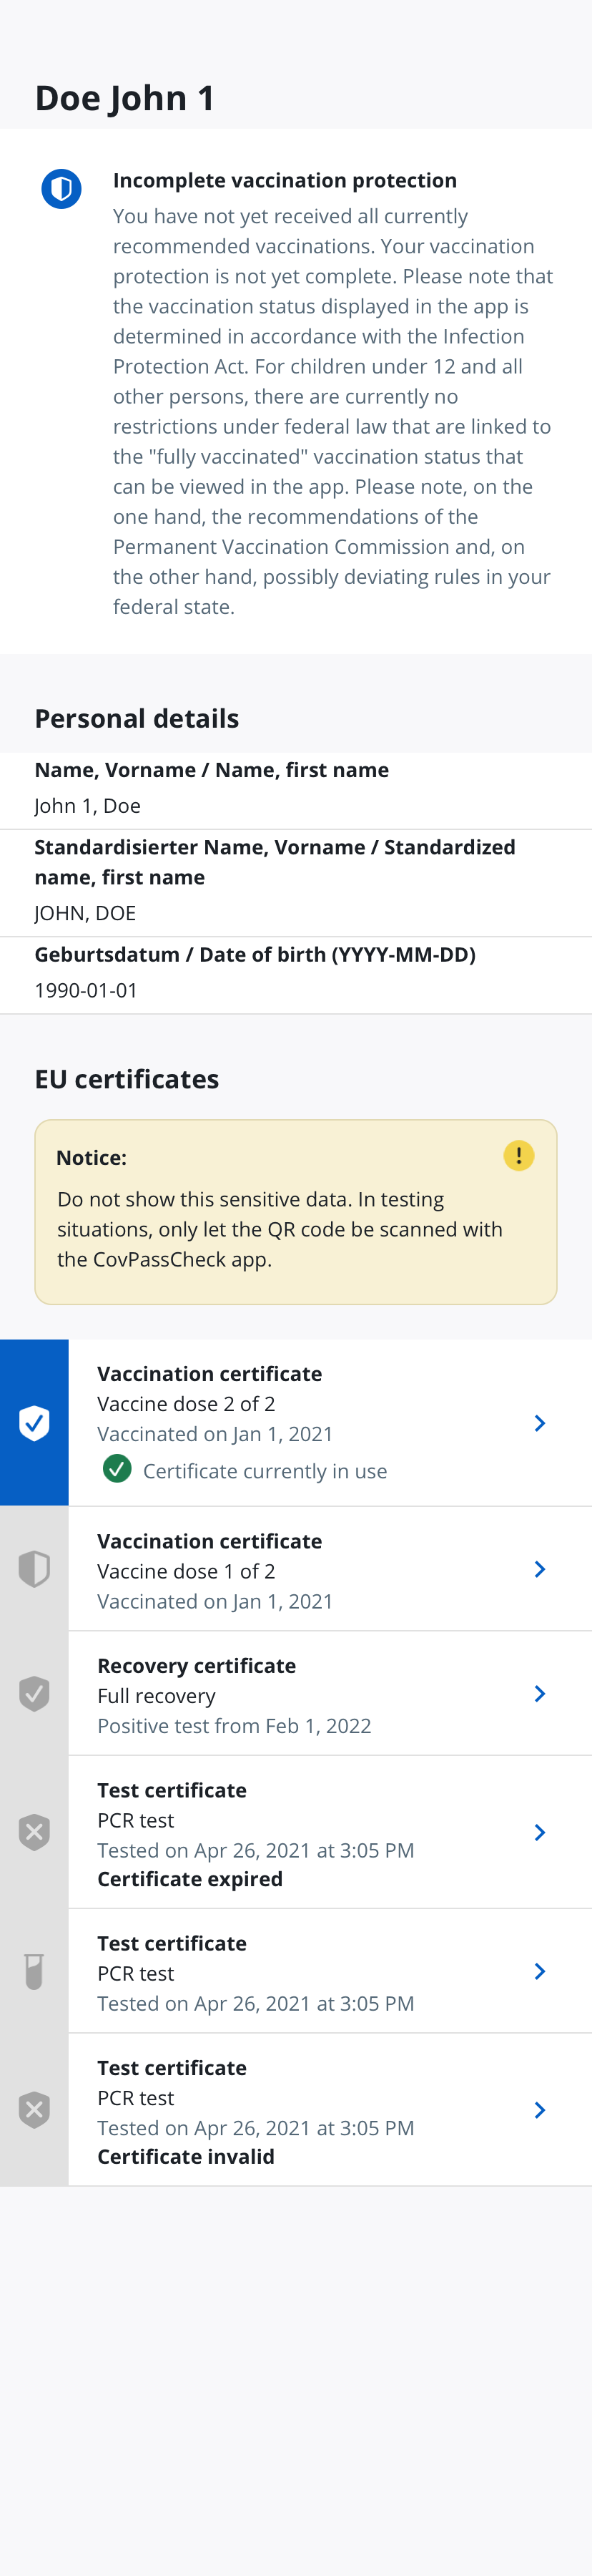 Doe John 1
Incomplete vaccination protection
You have not yet received all currently
recommended vaccinations. Your vaccination
protection is not yet complete. Please note that
the vaccination status displayed in the app is
determined in accordance with the Infection
Protection Act. For children under 12 and all
other persons, there are currently no
restrictions under federal law that are linked to
the "fully vaccinated" vaccination status that
can be viewed in the app. Please note, on the
one hand, the recommendations of the
Permanent Vaccination Commission and, on
the other hand, possibly deviating rules in your
federal state.
Personal details
Name, Vorname / Name, first name
John 1, Doe
Standardisierter Name, Vorname / Standardized
name, first name
JOHN, DOE
Geburtsdatum / Date of birth (YYYY-MM-DD)
1990-01-01
EU certificates
Notice:
Do not show this sensitive data. In testing
situations, only let the QR code be scanned with
the CovPassCheck app.
Vaccination certificate
Vaccine dose 2 of 2
Vaccinated on Jan 1, 2021
Certificate currently in use
Vaccination certificate
Vaccine dose 1 of 2
Vaccinated on Jan 1, 2021
Recovery certificate
Full recovery
Positive test from Feb 1, 2022
Test certificate
PCR test
Tested on Apr 26, 2021 at 3:05 PM
Certificate expired
Test certificate
PCR test
Tested on Apr 26, 2021 at 3:05 PM
Test certificate
PCR test
Tested on Apr 26, 2021 at 3:05 PM
Certificate invalid